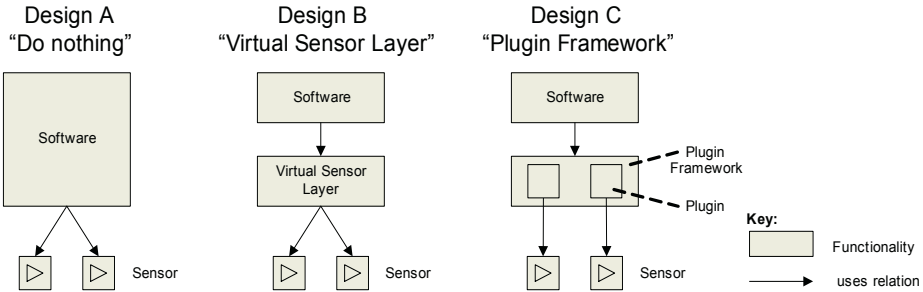 Design A
“Do nothing”
Software
Sensor
Design B
“Virtual Sensor Layer”
Software
Virtual Sensor
Layer
Sensor
Design C
“Plugin Framework”
Software
Plugin
Framework
Plugin
Sensor
Key:
Functionality
uses relation